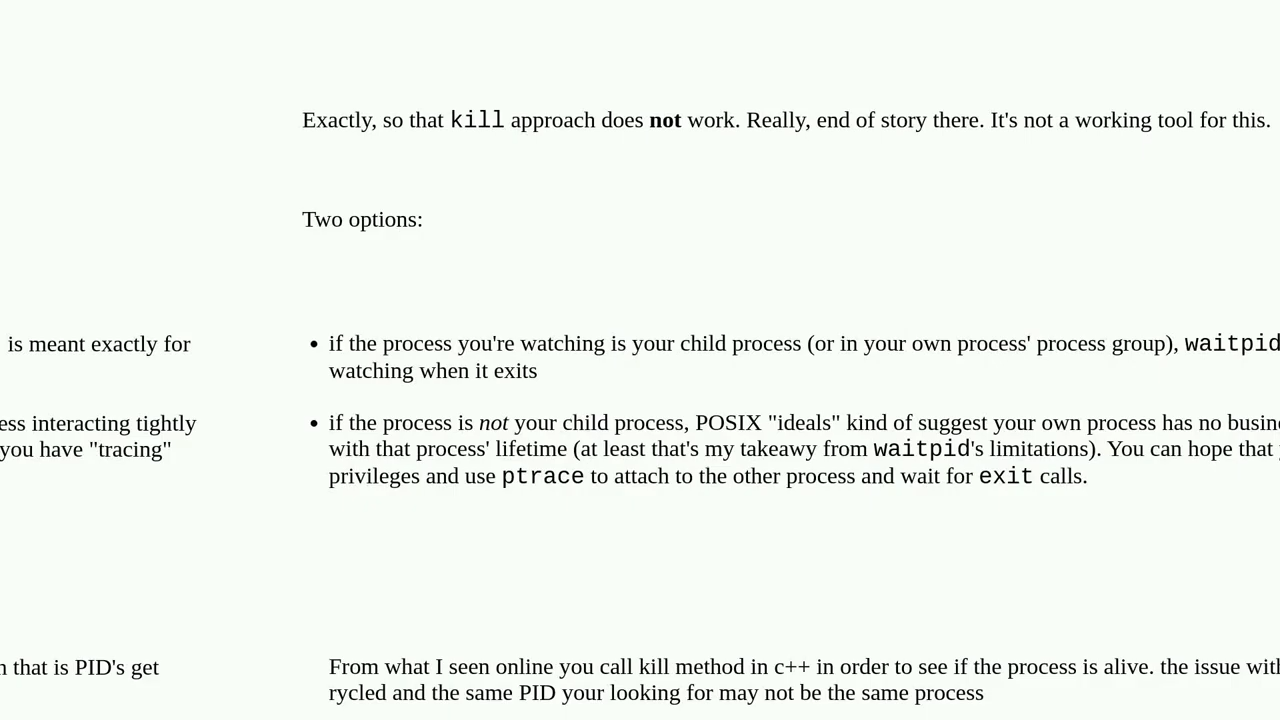 Exactly, so that kill approach does not work. Really, end of story there. It's not a working tool for this.
Two options:
is meant exactly for
if the process you're watching is your child process (or in your own process' process group), waitpid
watching when it exits
interacting tightly
if the process is not your child process, POSIX "ideals" kind of suggest your own process has no
you have "tracing"
with that process' lifetime (at least that's my takeawy from waitpid's limitations). You can hope that
privileges and use ptrace to attach to the other process and wait for exit calls.
that is PID's get
From what I seen online you call kill method in c++ in order to see if the process is alive. the issue
rycled and the same PID your looking for may not be the same process